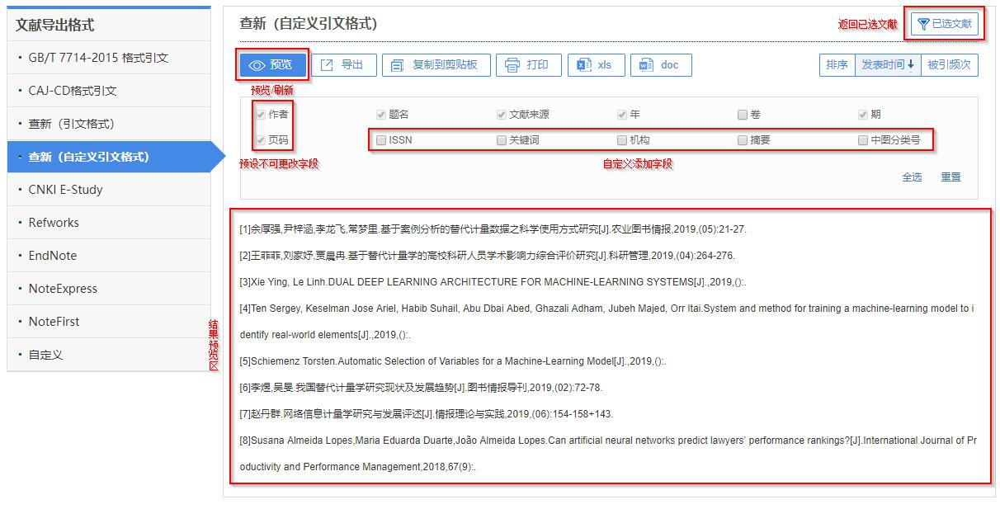 文献导出格式
GB/T 7714-2015 格式引文
CAJ-CD格式引文
查新（引文格式）
查新（自定义引文格式）
CNKI E-Study
Refworks
EndNote
NoteExpress
NoteFirst
自定义
结果预览区
查新（自定义引文格式）
返回已选文献
已选文献
预览 导出 复制到剪贴板 打印 xls doc
排序 发表时间↓ 被引频次
预览/刷新
作者 题名 文献来源 年 卷 期
页码 ISSN 关键词 机构 摘要 中图分类号
预设不可更改字段
自定义添加字段
全选 重置
[1]余厚强,尹梓涵,李龙飞,常梦里.基于案例分析的替代计量数据之科学使用方式研究[J].农业图书情报,2019,(05):21-27.
[2]王菲菲,刘家妤,贾晨冉.基于替代计量学的高校科研人员学术影响力综合评价研究[J].科研管理,2019,(04):264-276.
[3]Xie Ying, Le Linh.DUAL DEEP LEARNING ARCHITECTURE FOR MACHINE-LEARNING SYSTEMS[J].,2019,():.
[4]Ten Sergey, Keselman Jose Ariel, Habib Suhail, Abu Dbai Abed, Ghazali Adham, Jubeh Majed, Orr Itai.System and method for training a machine-learning model to i
dentify real-world elements[J].,2019,():.
[5]Schiemenz Torsten.Automatic Selection of Variables for a Machine-Learning Model[J].,2019,():.
[6]李煜,吴旻.我国替代计量学研究现状及发展趋势[J].图书情报导刊,2019,(02):72-78.
[7]赵丹群.网络信息计量学研究与发展评述[J].情报理论与实践,2019,(06):154-158+143.
[8]Susana Almeida Lopes,Maria Eduarda Duarte,João Almeida Lopes.Can artificial neural networks predict lawyers’ performance rankings?[J].International Journal of Pr
oductivity and Performance Management,2018,67(9):.